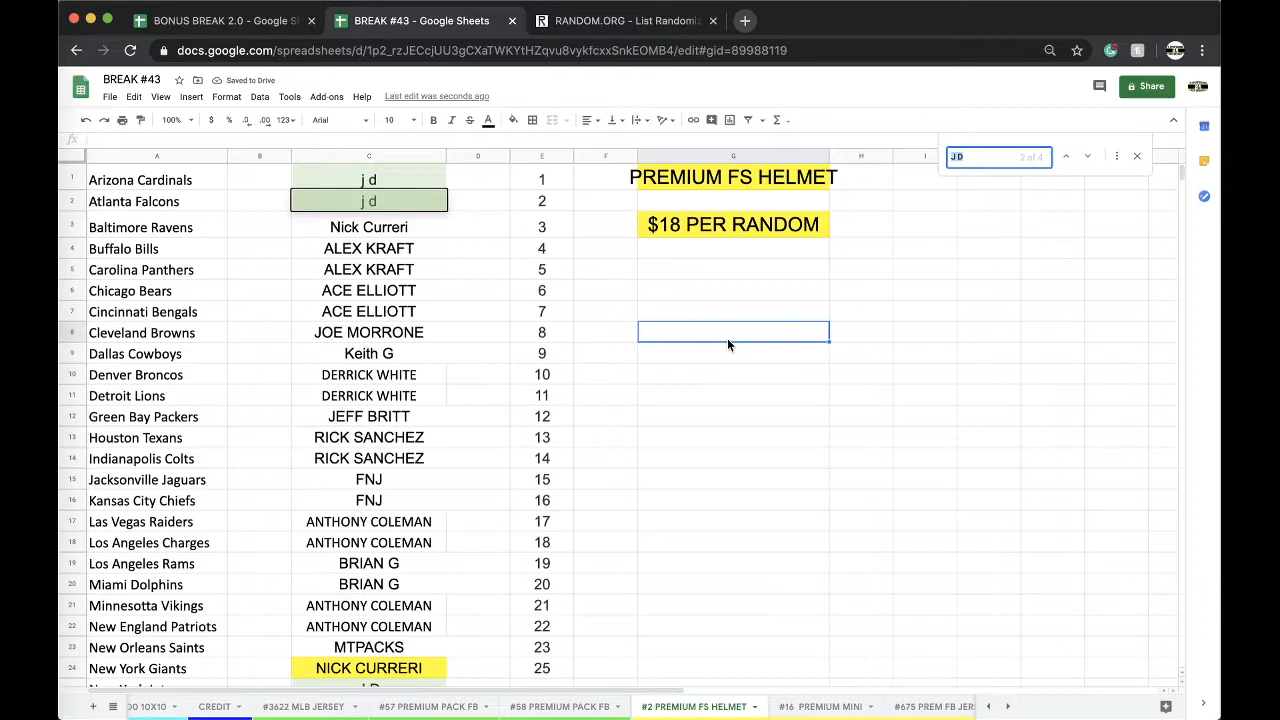 BONUS BREAK 2.0 - Google S
BREAK #43 - Google Sheets
RANDOM.ORG - List Randomi
docs.google.com/spreadsheets/d/1p2_rzJECcjUU3gCXaTWKYtHZqvu8vykfcxxSnkEOMB4/edit#gid=89988119
BREAK #43
Saved to Drive
File Edit View Insert Format Data Tools Add-ons Help Last edit was seconds ago
Share
100% $ % .0 .00 123 Arial 10 B I S A
fx
J D 2 of 4
A B C D E F G H I
1 Arizona Cardinals j d 1 PREMIUM FS HELMET
2 Atlanta Falcons j d 2
3 Baltimore Ravens Nick Curreri 3 $18 PER RANDOM
4 Buffalo Bills ALEX KRAFT 4
5 Carolina Panthers ALEX KRAFT 5
6 Chicago Bears ACE ELLIOTT 6
7 Cincinnati Bengals ACE ELLIOTT 7
8 Cleveland Browns JOE MORRONE 8
9 Dallas Cowboys Keith G 9
10 Denver Broncos DERRICK WHITE 10
11 Detroit Lions DERRICK WHITE 11
12 Green Bay Packers JEFF BRITT 12
13 Houston Texans RICK SANCHEZ 13
14 Indianapolis Colts RICK SANCHEZ 14
15 Jacksonville Jaguars FNJ 15
16 Kansas City Chiefs FNJ 16
17 Las Vegas Raiders ANTHONY COLEMAN 17
18 Los Angeles Charges ANTHONY COLEMAN 18
19 Los Angeles Rams BRIAN G 19
20 Miami Dolphins BRIAN G 20
21 Minnesotta Vikings ANTHONY COLEMAN 21
22 New England Patriots ANTHONY COLEMAN 22
23 New Orleans Saints MTPACKS 23
24 New York Giants NICK CURRERI 25
00 10X10 CREDIT #3622 MLB JERSEY #57 PREMIUM PACK FB #58 PREMIUM PACK FB #2 PREMIUM FS HELMET #16 PREMIUM MINI #675 PREM FB JER